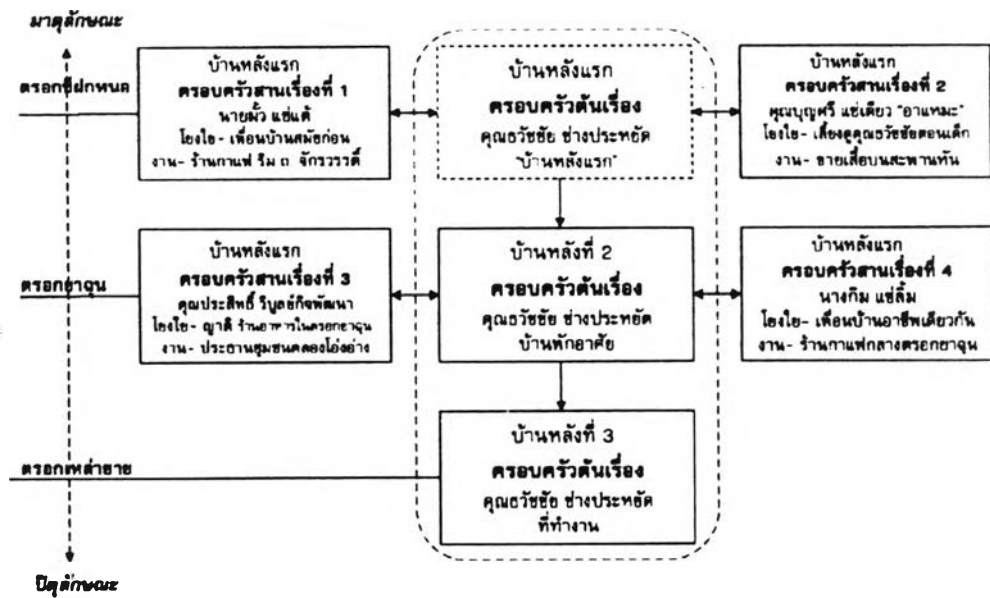 มาตุลักษณะ
ตรอกชีฝกหนอ
บ้านหลังแรก
ครอบครัวสานเรื่องที่ 1
นายมั้ว แซ่แต้
โยงใย- เพื่อนบ้านสมัยก่อน
งาน- ร้านกาแฟ ริม ถ จักรวรรดิ์
บ้านหลังแรก
ครอบครัวต้นเรื่อง
คุณธวัชชัย ช่างประหยัด
"บ้านหลังแรก"
บ้านหลังแรก
ครอบครัวสานเรื่องที่ 2
คุณบุญศรี แซ่เตียว "อาแหมะ"
โยงใย- เลี้ยงดูคุณธวัชชัยตอนเด็ก
งาน- ขายเสื่อบนสะพานหัน
ตรอกยาฉุน
บ้านหลังแรก
ครอบครัวสานเรื่องที่ 3
คุณประสิทธิ์ วิบูลย์กิจพัฒนา
โยงใย- ญาติ ร้านอาหารในตรอกยาฉุน
งาน- ประธานชุมชนคลองโอ่งอ่าง
บ้านหลังที่ 2
ครอบครัวต้นเรื่อง
คุณธวัชชัย ช่างประหยัด
บ้านพักอาศัย
บ้านหลังแรก
ครอบครัวสานเรื่องที่ 4
นางกิม แซ่ลิ้ม
โยงใย- เพื่อนบ้านอาชีพเดียวกัน
งาน- ร้านกาแฟกลางตรอกยาฉุน
ตรอกเหล่าชาย
บ้านหลังที่ 3
ครอบครัวต้นเรื่อง
คุณธวัชชัย ช่างประหยัด
ที่ทำงาน
ปิตุลักษณะ